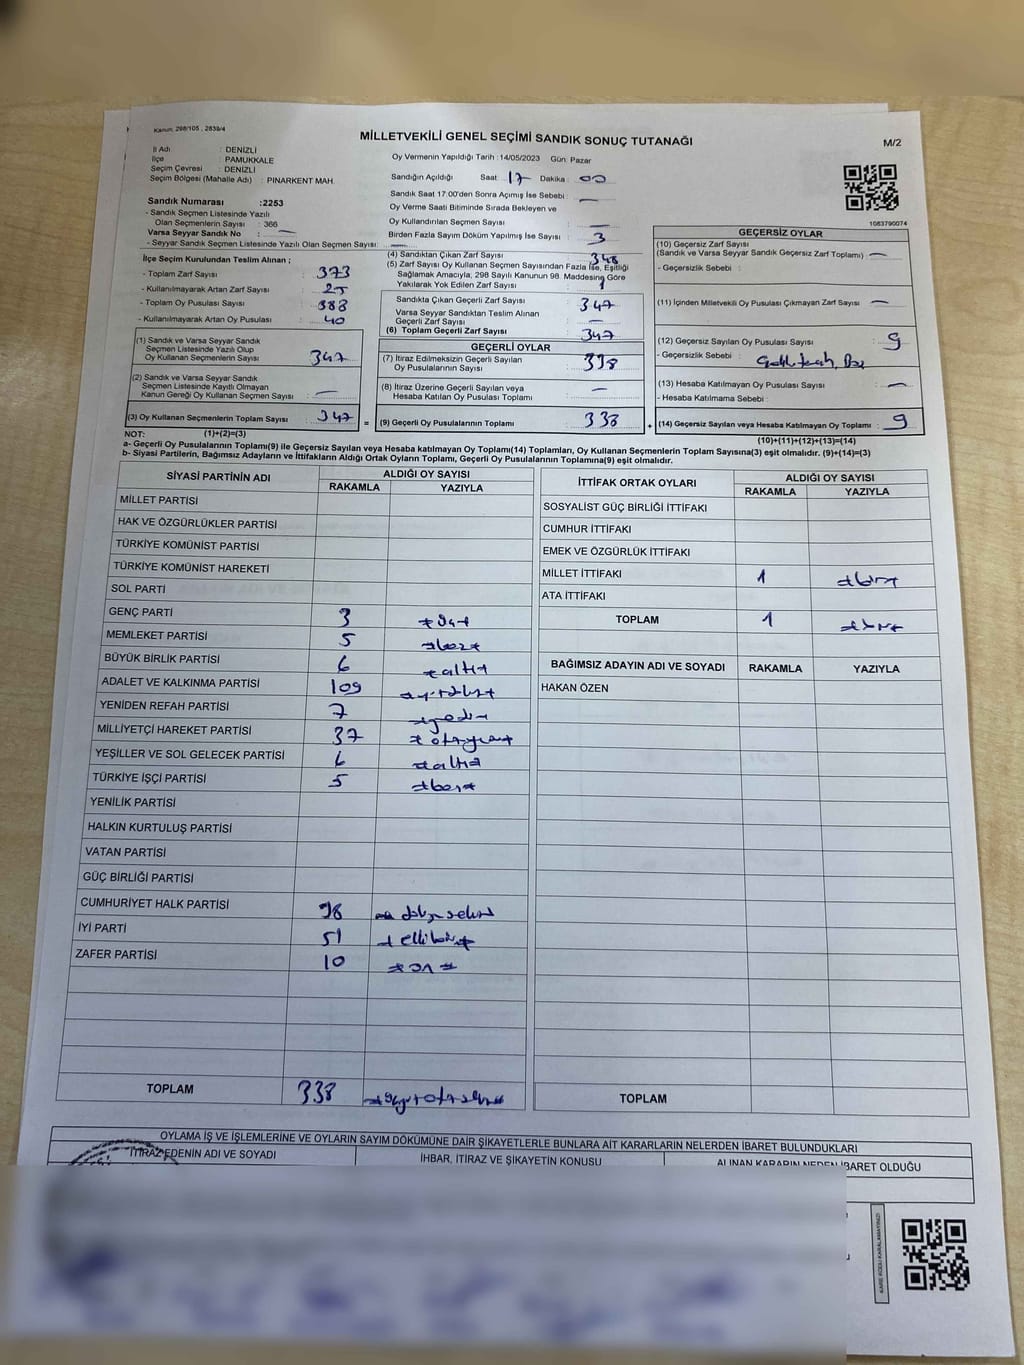 Kanun: 298/105 , 2839/4
MİLLETVEKİLİ GENEL SEÇİMİ SANDIK SONUÇ TUTANAĞI
M/2
İl Adı : DENİZLİ
İlçe : PAMUKKALE
Seçim Çevresi : DENİZLİ
Seçim Bölgesi (Mahalle Adı) : PINARKENT MAH.
Oy Vermenin Yapıldığı Tarih : 14/05/2023 Gün: Pazar
Sandığın Açıldığı Saat : 17 Dakika : 00
Sandık Saat 17:00'den Sonra Açımış İse Sebebi : —
Oy Verme Saati Bitiminde Sırada Bekleyen ve
Oy Kullandırılan Seçmen Sayısı : —
Birden Fazla Sayım Döküm Yapılmış İse Sayısı : 3
1083790074
Sandık Numarası :2253
- Sandık Seçmen Listesinde Yazılı
Olan Seçmenlerin Sayısı : 366
Varsa Seyyar Sandık No : —
- Seyyar Sandık Seçmen Listesinde Yazılı Olan Seçmen Sayısı: —
İlçe Seçim Kurulundan Teslim Alınan ;
- Toplam Zarf Sayısı : 373
- Kullanılmayarak Artan Zarf Sayısı : 25
- Toplam Oy Pusulası Sayısı : 388
- Kullanılmayarak Artan Oy Pusulası : 40
(1) Sandık ve Varsa Seyyar Sandık
Seçmen Listesinde Yazılı Olup
Oy Kullanan Seçmenlerin Sayısı : 347
(2) Sandık ve Varsa Seyyar Sandık
Seçmen Listesinde Kayıtlı Olmayan
Kanun Gereği Oy Kullanan Seçmen Sayısı : —
(3) Oy Kullanan Seçmenlerin Toplam Sayısı : 347
(4) Sandıktan Çıkan Zarf Sayısı : 348
(5) Zarf Sayısı Oy Kullanan Seçmen Sayısından Fazla İse, Eşitliği
Sağlamak Amacıyla, 298 Sayılı Kanunun 98. Maddesine Göre
Yakılarak Yok Edilen Zarf Sayısı : 1
Sandıkta Çıkan Geçerli Zarf Sayısı : 347
Varsa Seyyar Sandıktan Teslim Alınan
Geçerli Zarf Sayısı : —
(6) Toplam Geçerli Zarf Sayısı : 347
GEÇERLİ OYLAR
(7) İtiraz Edilmeksizin Geçerli Sayılan
Oy Pusulalarının Sayısı : 338
(8) İtiraz Üzerine Geçerli Sayılan veya
Hesaba Katılan Oy Pusulası Toplamı : —
= (9) Geçerli Oy Pusulalarının Toplamı : 338
GEÇERSİZ OYLAR
(10) Geçersiz Zarf Sayısı
(Sandık ve Varsa Seyyar Sandık Geçersiz Zarf Toplamı) : —
- Geçersizlik Sebebi :
(11) İçinden Milletvekili Oy Pusulası Çıkmayan Zarf Sayısı : —
(12) Geçersiz Sayılan Oy Pusulası Sayısı : 9
- Geçersizlik Sebebi :
(13) Hesaba Katılmayan Oy Pusulası Sayısı : —
- Hesaba Katılmama Sebebi :
+ (14) Geçersiz Sayılan veya Hesaba Katılmayan Oy Toplamı : 9
NOT: (1)+(2)=(3)
(10)+(11)+(12)+(13)=(14)
a- Geçerli Oy Pusulalarının Toplamı(9) ile Geçersiz Sayılan veya Hesaba katılmayan Oy Toplamı(14) Toplamları, Oy Kullanan Seçmenlerin Toplam Sayısına(3) eşit olmalıdır. (9)+(14)=(3)
b- Siyasi Partilerin, Bağımsız Adayların ve İttifakların Aldığı Ortak Oyların Toplamı, Geçerli Oy Pusulalarının Toplamına(9) eşit olmalıdır.
SİYASİ PARTİNİN ADI ALDIĞI OY SAYISI
RAKAMLA YAZIYLA
MİLLET PARTİSİ
HAK VE ÖZGÜRLÜKLER PARTİSİ
TÜRKİYE KOMÜNİST PARTİSİ
TÜRKİYE KOMÜNİST HAREKETİ
SOL PARTİ
GENÇ PARTİ 3
MEMLEKET PARTİSİ 5 beş
BÜYÜK BİRLİK PARTİSİ 6 altı
ADALET VE KALKINMA PARTİSİ 109
YENİDEN REFAH PARTİSİ 7 yedi
MİLLİYETÇİ HAREKET PARTİSİ 37 otuzyedi
YEŞİLLER VE SOL GELECEK PARTİSİ 6 altı
TÜRKİYE İŞÇİ PARTİSİ 5 beş
YENİLİK PARTİSİ
HALKIN KURTULUŞ PARTİSİ
VATAN PARTİSİ
GÜÇ BİRLİĞİ PARTİSİ
CUMHURİYET HALK PARTİSİ 98
İYİ PARTİ 51 ellibir
ZAFER PARTİSİ 10 on
TOPLAM 338
İTTİFAK ORTAK OYLARI ALDIĞI OY SAYISI
RAKAMLA YAZIYLA
SOSYALİST GÜÇ BİRLİĞİ İTTİFAKI
CUMHUR İTTİFAKI
EMEK VE ÖZGÜRLÜK İTTİFAKI
MİLLET İTTİFAKI 1 bir
ATA İTTİFAKI
TOPLAM 1 bir
BAĞIMSIZ ADAYIN ADI VE SOYADI RAKAMLA YAZIYLA
HAKAN ÖZEN
TOPLAM
OYLAMA İŞ VE İŞLEMLERİNE VE OYLARIN SAYIM DÖKÜMÜNE DAİR ŞİKAYETLERLE BUNLARA AİT KARARLARIN NELERDEN İBARET BULUNDUKLARI
İTİRAZ EDENİN ADI VE SOYADI İHBAR, İTİRAZ VE ŞİKAYETİN KONUSU ALINAN KARARIN NEDEN İBARET OLDUĞU
KARE KODU KARALAMAYINIZ!